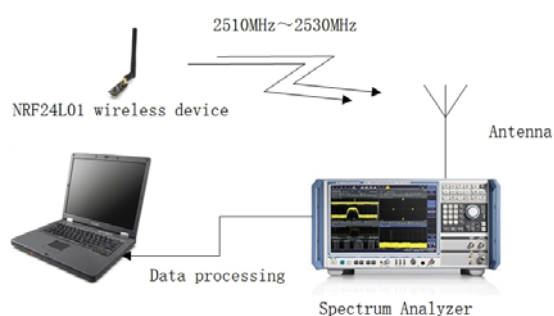 2510MHz～2530MHz
NRF24L01 wireless device
Antenna
Data processing
Spectrum Analyzer